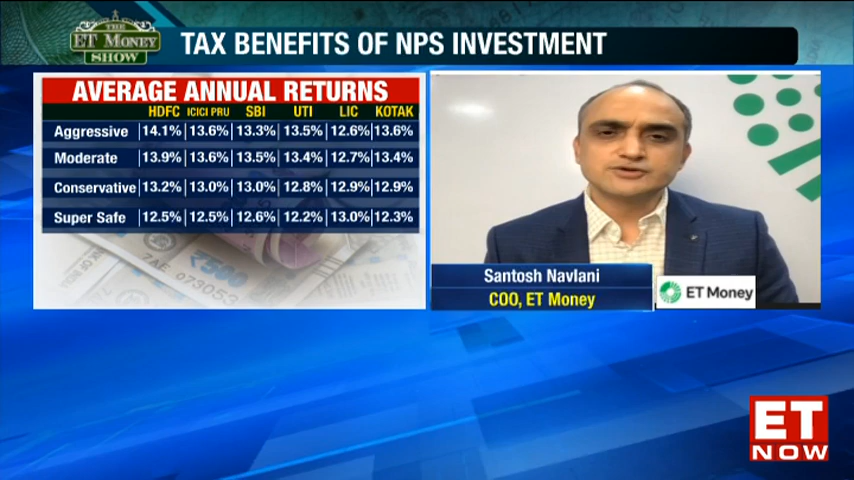 THE
ET MONEY
SHOW
TAX BENEFITS OF NPS INVESTMENT
AVERAGE ANNUAL RETURNS
HDFC ICICI PRU SBI UTI LIC KOTAK
Aggressive 14.1% 13.6% 13.3% 13.5% 12.6% 13.6%
Moderate 13.9% 13.6% 13.5% 13.4% 12.7% 13.4%
Conservative 13.2% 13.0% 13.0% 12.8% 12.9% 12.9%
Super Safe 12.5% 12.5% 12.6% 12.2% 13.0% 12.3%
7AE 073053
₹500
Santosh Navlani
COO, ET Money
ET Money
ET
NOW